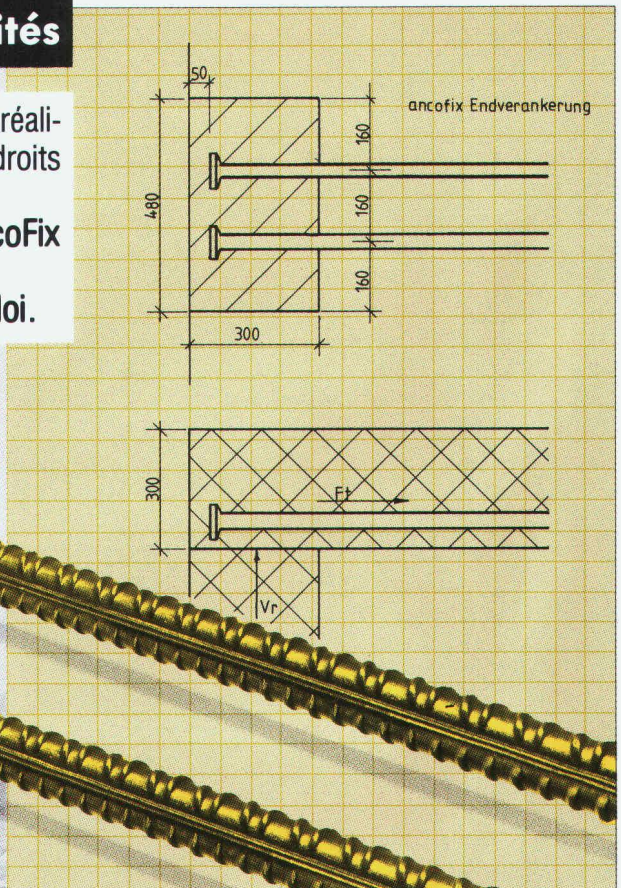 ités
réali-
droits
coFix
loi.
50
ancofix Endverankerung
160
480
160
160
300
300
Ft
Vr